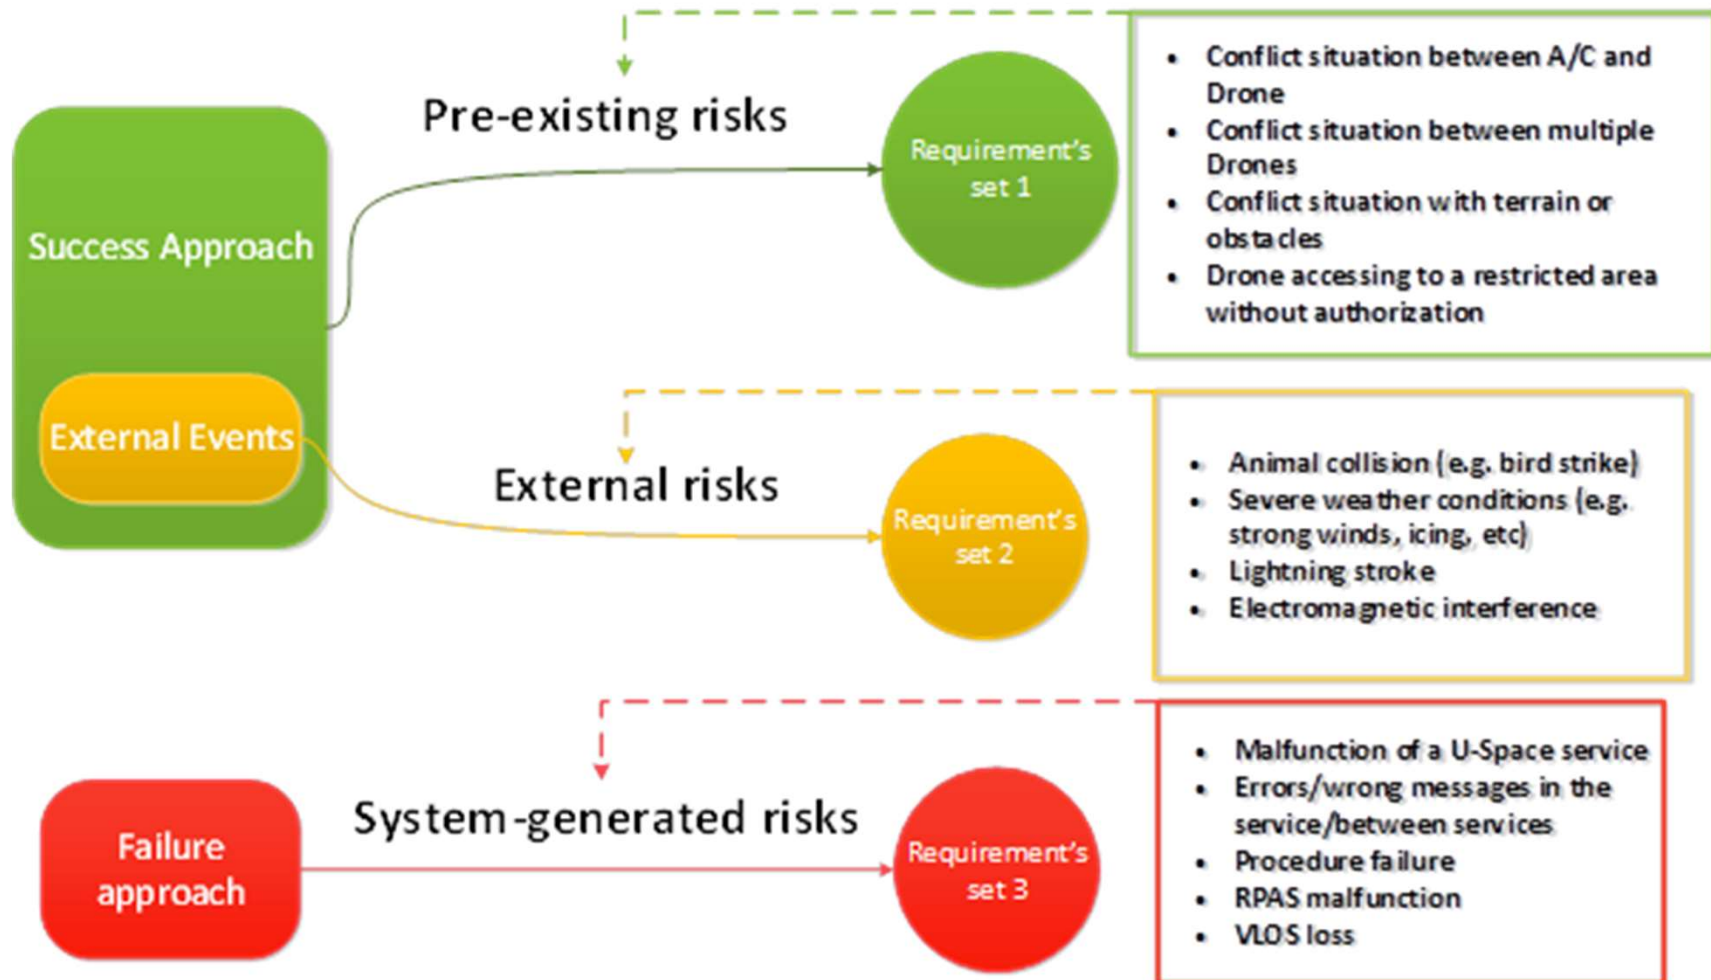 Pre-existing risks
Success Approach
External Events
Requirement's
set 1
• Conflict situation between A/C and
Drone
• Conflict situation between multiple
Drones
• Conflict situation with terrain or
obstacles
• Drone accessing to a restricted area
without authorization
External risks
Requirement's
set 2
• Animal collision (e.g. bird strike)
• Severe weather conditions (e.g.
strong winds, icing, etc)
• Lightning stroke
• Electromagnetic interference
Failure
approach
System-generated risks
Requirement's
set 3
• Malfunction of a U-Space service
• Errors/wrong messages in the
service/between services
• Procedure failure
• RPAS malfunction
• VLOS loss